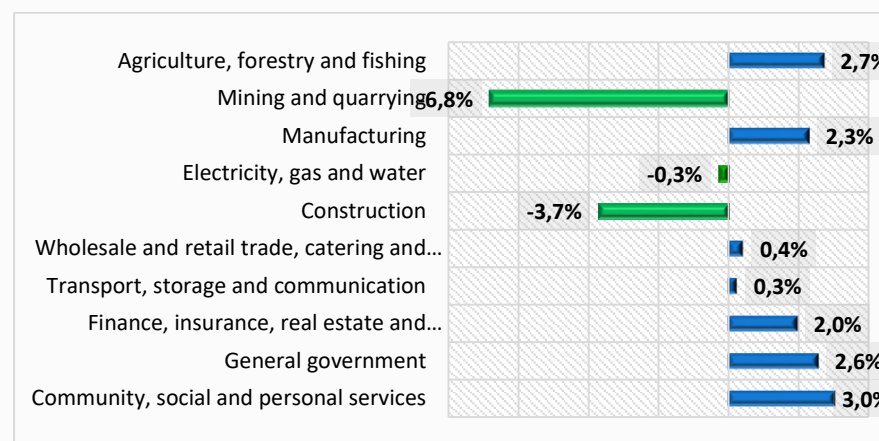 Agriculture, forestry and fishing 2,7%
Mining and quarrying -6,8%
Manufacturing 2,3%
Electricity, gas and water -0,3%
Construction -3,7%
Wholesale and retail trade, catering and... 0,4%
Transport, storage and communication 0,3%
Finance, insurance, real estate and... 2,0%
General government 2,6%
Community, social and personal services 3,0%